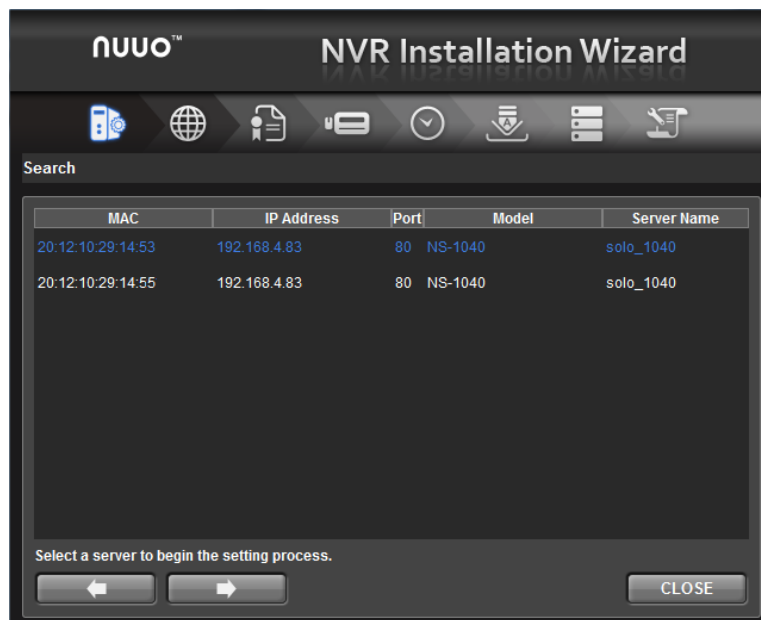 nuuo™
NVR Installation Wizard
Search
MAC IP Address Port Model Server Name
20:12:10:29:14:53 192.168.4.83 80 NS-1040 solo_1040
20:12:10:29:14:55 192.168.4.83 80 NS-1040 solo_1040
Select a server to begin the setting process.
CLOSE